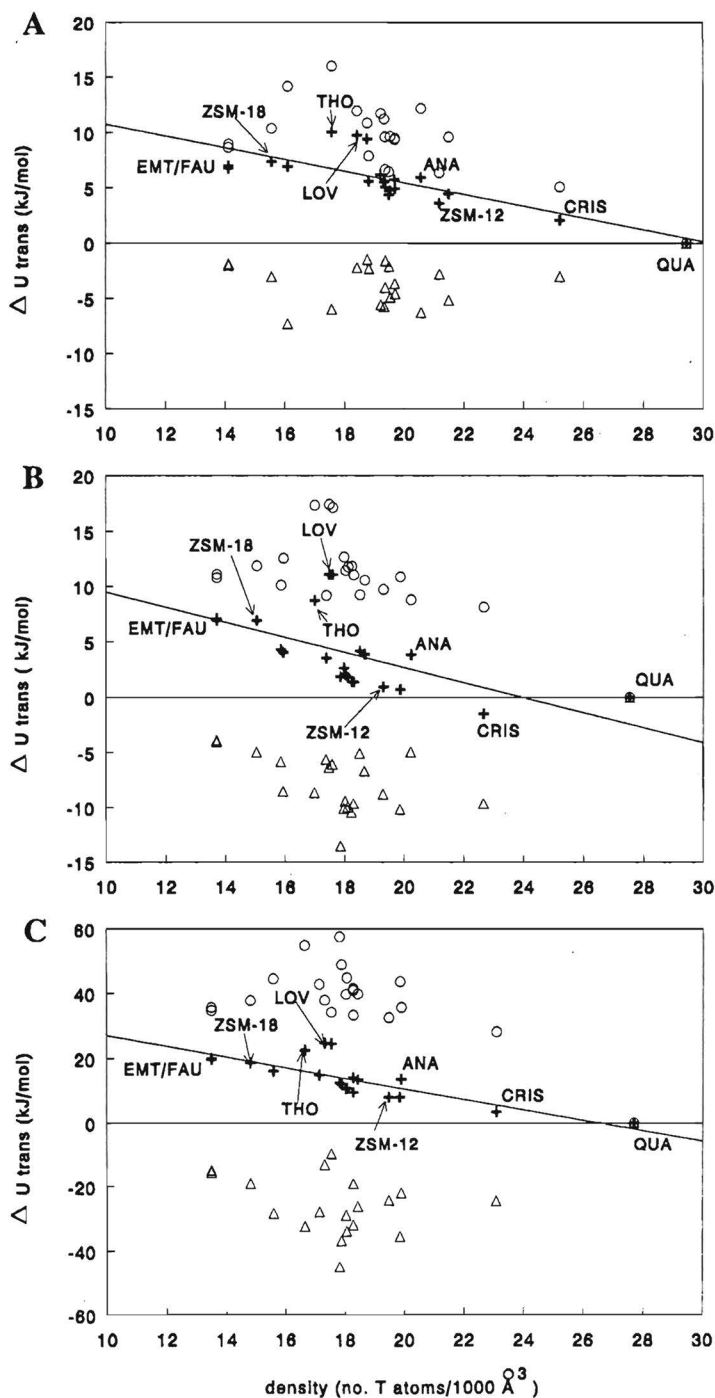 A
20
15
10
5
0
-5
-10
-15
Δ U trans (kJ/mol)
ZSM-18
THO
EMT/FAU
LOV
ANA
ZSM-12
CRIS
QUA
10 12 14 16 18 20 22 24 26 28 30
B
20
15
10
5
0
-5
-10
-15
Δ U trans ( kJ/mol)
LOV
ZSM-18
EMT/FAU
THO
ANA
QUA
ZSM-12
CRIS
10 12 14 16 18 20 22 24 26 28 30
C
60
40
20
0
-20
-40
-60
Δ U trans (kJ/mol)
LOV
ZSM-18
EMT/FAU
THO
ANA
CRIS
ZSM-12
QUA
10 12 14 16 18 20 22 24 26 28 30
density (no. T atoms/1000 Å3)